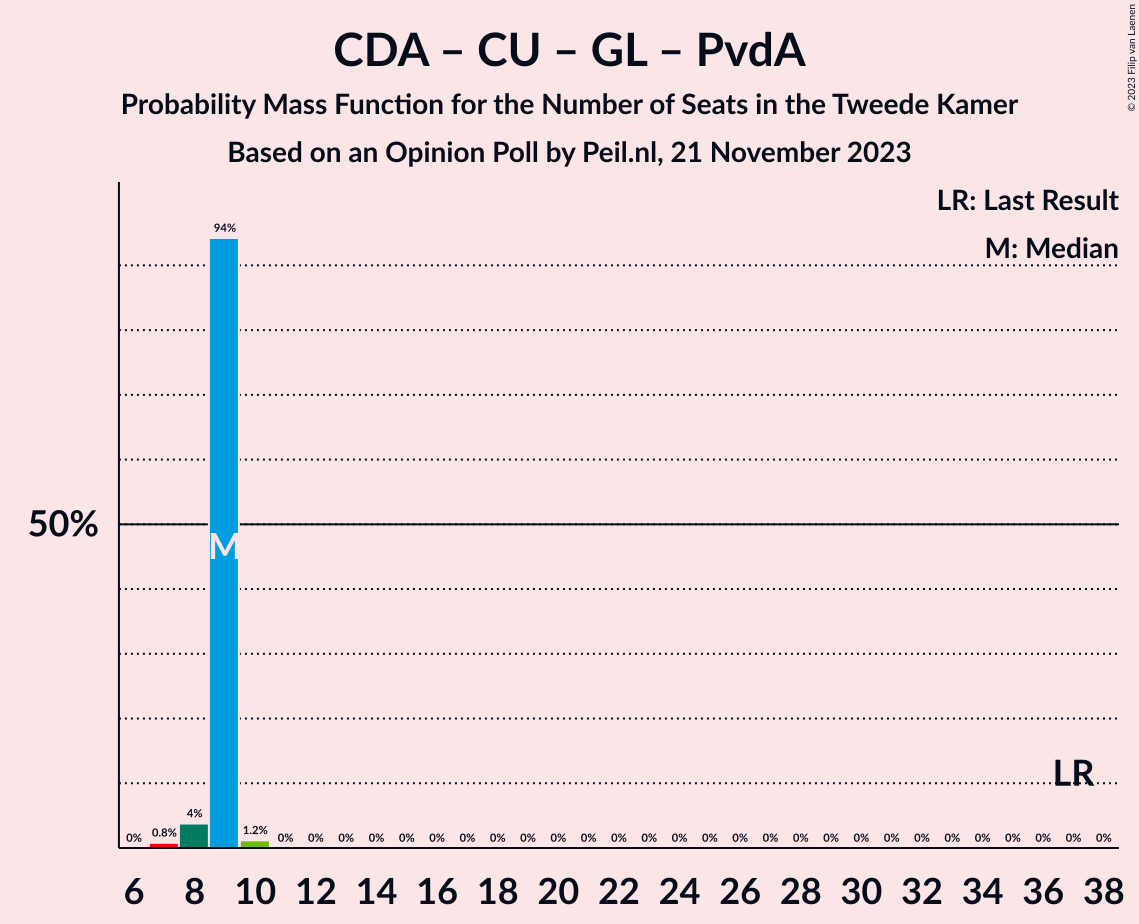 CDA – CU – GL – PvdA
Probability Mass Function for the Number of Seats in the Tweede Kamer
Based on an Opinion Poll by Peil.nl, 21 November 2023
© 2023 Filip van Laenen
LR: Last Result
M: Median
50%
94%
M
LR
0% 0.8% 4% 1.2% 0% 0% 0% 0% 0% 0% 0% 0% 0% 0% 0% 0% 0% 0% 0% 0% 0% 0% 0% 0% 0% 0% 0% 0% 0% 0% 0% 0%
6 8 10 12 14 16 18 20 22 24 26 28 30 32 34 36 38